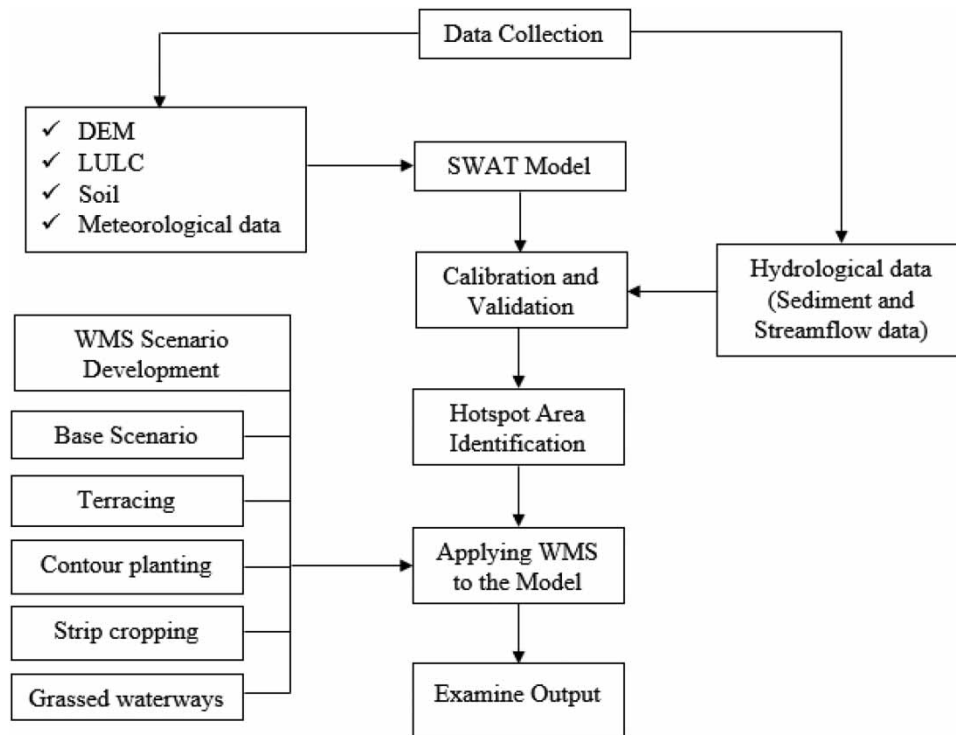 Data Collection
✓ DEM
✓ LULC
✓ Soil
✓ Meteorological data
SWAT Model
Calibration and
Validation
Hydrological data
(Sediment and
Streamflow data)
WMS Scenario
Development
Base Scenario
Terracing
Contour planting
Strip cropping
Grassed waterways
Hotspot Area
Identification
Applying WMS
to the Model
Examine Output